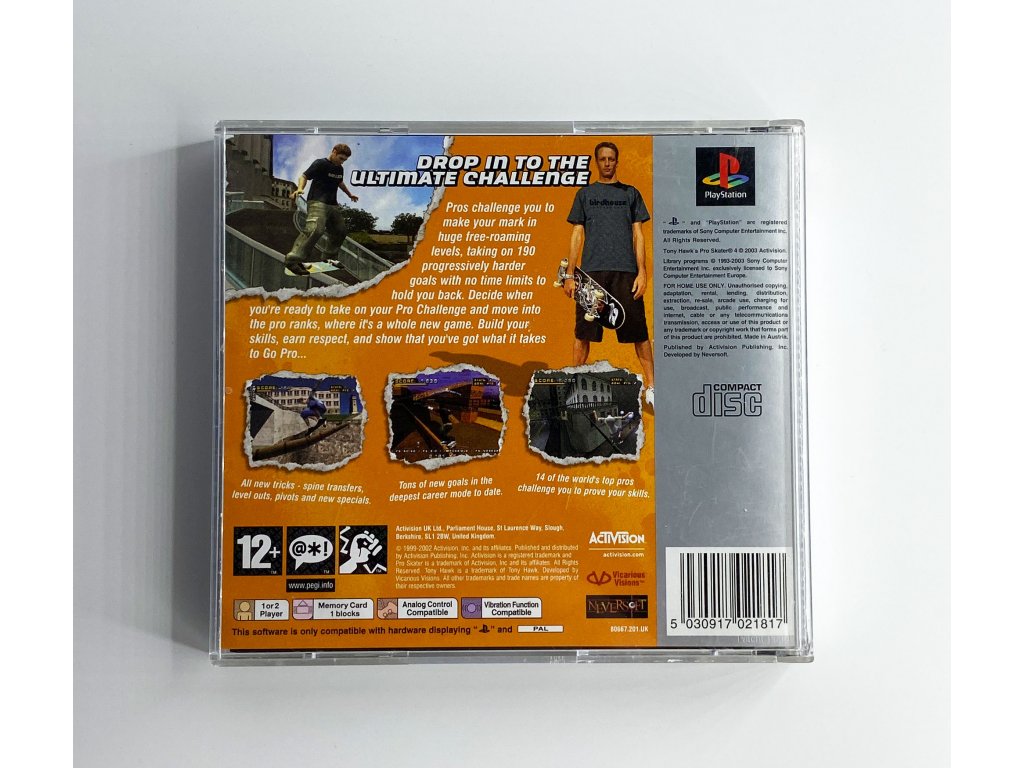 DROP IN TO THE
ULTIMATE CHALLENGE
birdhouse
Pros challenge you to
make your mark in
huge free-roaming
levels, taking on 190
progressively harder
goals with no time limits to
hold you back. Decide when
you're ready to take on your Pro Challenge and move into
the pro ranks, where it's a whole new game. Build your
skills, earn respect, and show that you've got what it takes
to Go Pro...
All new tricks - spine transfers,
level outs, pivots and new specials.
Tons of new goals in the
deepest career mode to date.
14 of the world's top pros
challenge you to prove your skills.
12+
@*!
www.pegi.info
Activision UK Ltd., Parliament House, St Laurence Way, Slough,
Berkshire, SL1 2BW, United Kingdom.
© 1999-2002 Activision, Inc. and its affiliates. Published and distributed
by Activision Publishing, Inc. Activision is a registered trademark and
Pro Skater is a trademark of Activision, Inc and its affiliates. All Rights
Reserved. Tony Hawk is a trademark of Tony Hawk. Developed by
Vicarious Visions. All other trademarks and trade names are property of
their respective owners.
ACTIVISION
activision.com
Vicarious
Visions™
NEVERSOFT
60667.201.UK
1 or 2
Player
Memory Card
1 blocks
Analog Control
Compatible
Vibration Function
Compatible
This software is only compatible with hardware displaying " " and PAL
PlayStation
" " and "PlayStation" are registered
trademarks of Sony Computer Entertainment Inc.
All Rights Reserved.
Tony Hawk's Pro Skater® 4 © 2003 Activision.
Library programs © 1993-2003 Sony Computer
Entertainment Inc. exclusively licensed to Sony
Computer Entertainment Europe.
FOR HOME USE ONLY. Unauthorised copying,
adaptation, rental, lending, distribution,
extraction, re-sale, arcade use, charging for
use, broadcast, public performance and
internet, cable or any telecommunications
transmission, access or use of this product or
any trademark or copyright work that forms part
of this product are prohibited. Made in Austria.
Published by Activision Publishing, Inc.
Developed by Neversoft.
COMPACT
disc
5 030917 021817